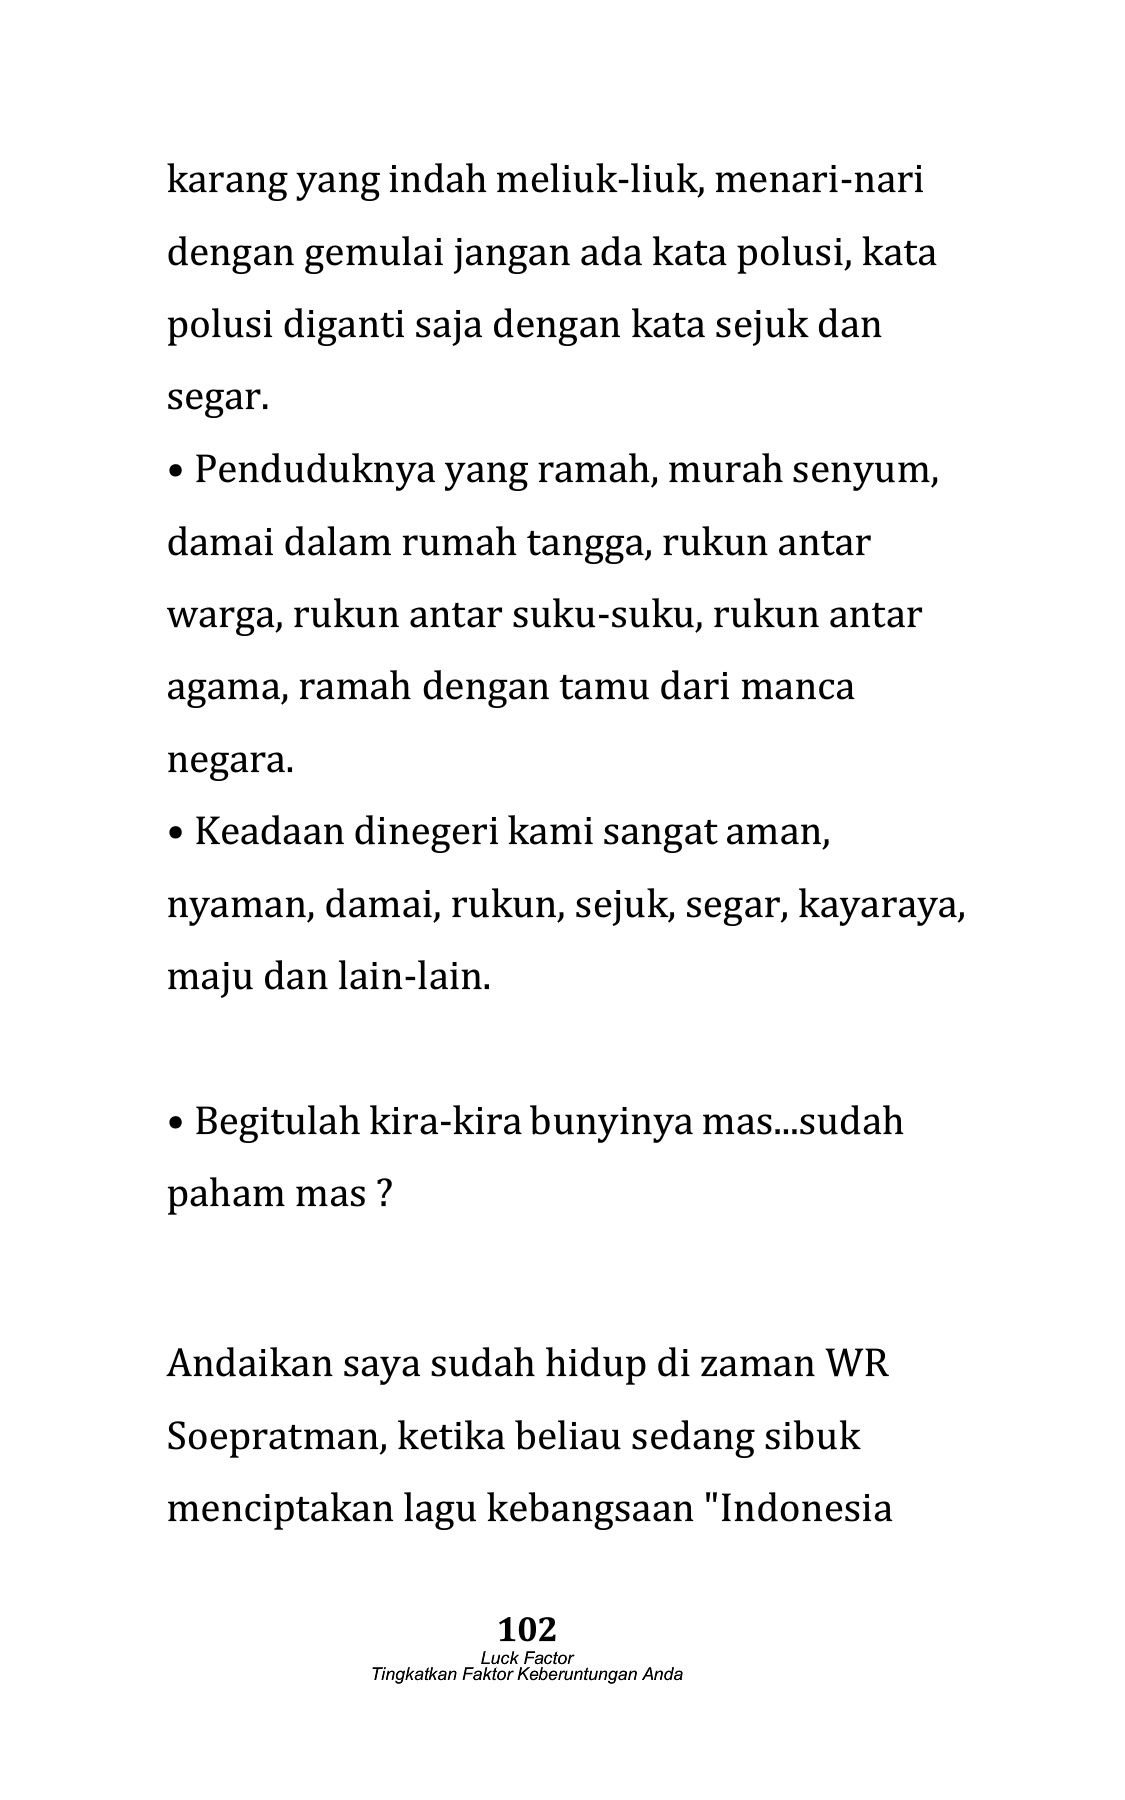 karang yang indah meliuk-liuk, menari-nari
dengan gemulai jangan ada kata polusi, kata
polusi diganti saja dengan kata sejuk dan
segar.
• Penduduknya yang ramah, murah senyum,
damai dalam rumah tangga, rukun antar
warga, rukun antar suku-suku, rukun antar
agama, ramah dengan tamu dari manca
negara.
• Keadaan dinegeri kami sangat aman,
nyaman, damai, rukun, sejuk, segar, kayaraya,
maju dan lain-lain.
• Begitulah kira-kira bunyinya mas...sudah
paham mas ?
Andaikan saya sudah hidup di zaman WR
Soepratman, ketika beliau sedang sibuk
menciptakan lagu kebangsaan "Indonesia
102
Luck Factor
Tingkatkan Faktor Keberuntungan Anda